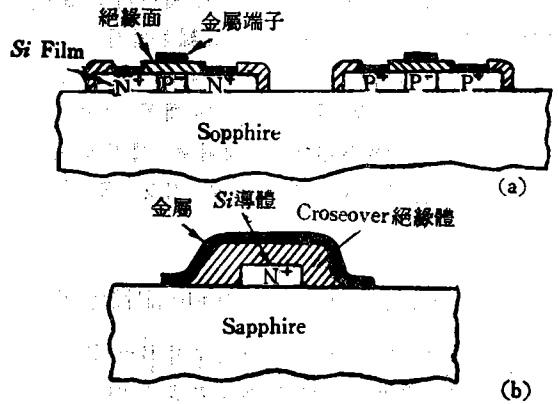 絕緣面
金屬端子
Si Film
N⁺ P⁻ N⁺ P⁺ P⁻ P⁺
Sopphire
(a)
Si導體
金屬
Croseover絕緣體
N⁺
Sapphire
(b)